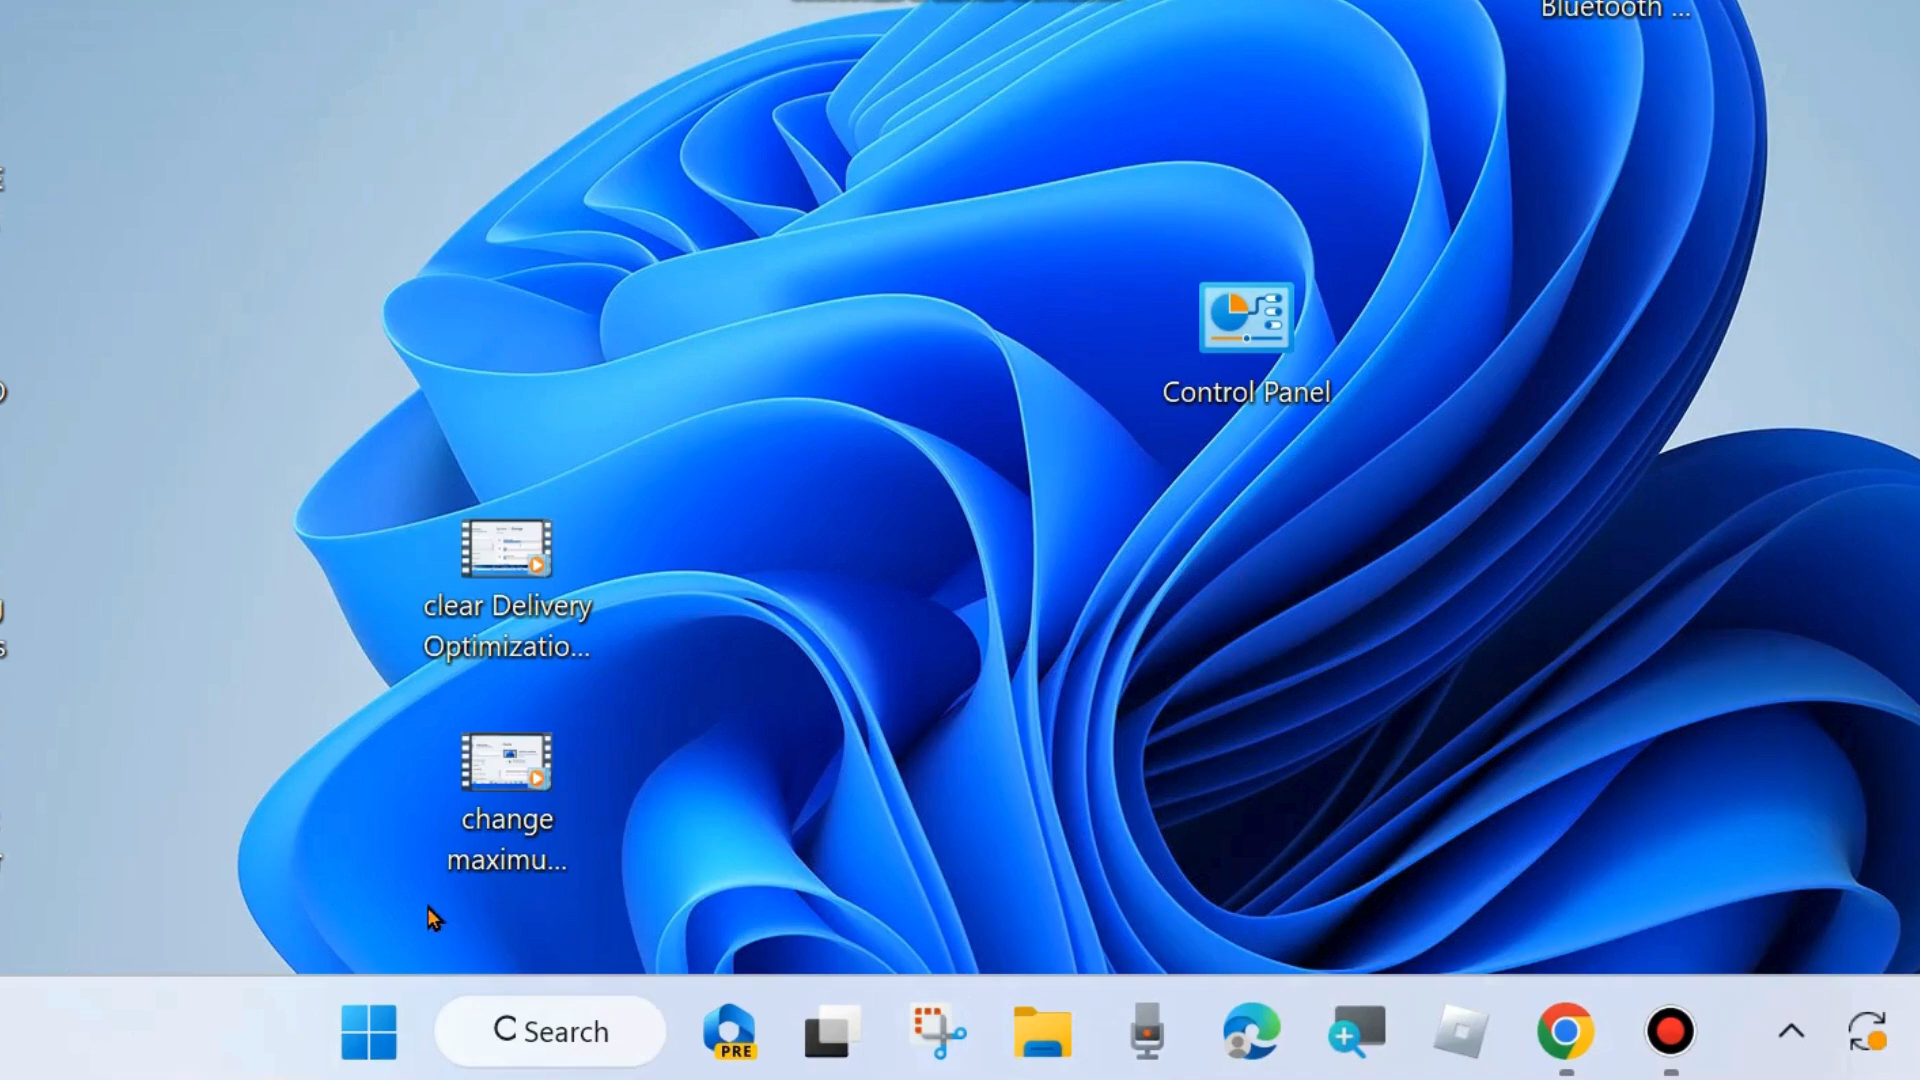 Bluetooth ...
Control Panel
clear Delivery
Optimizatio...
change
maximu...
Search
PRE